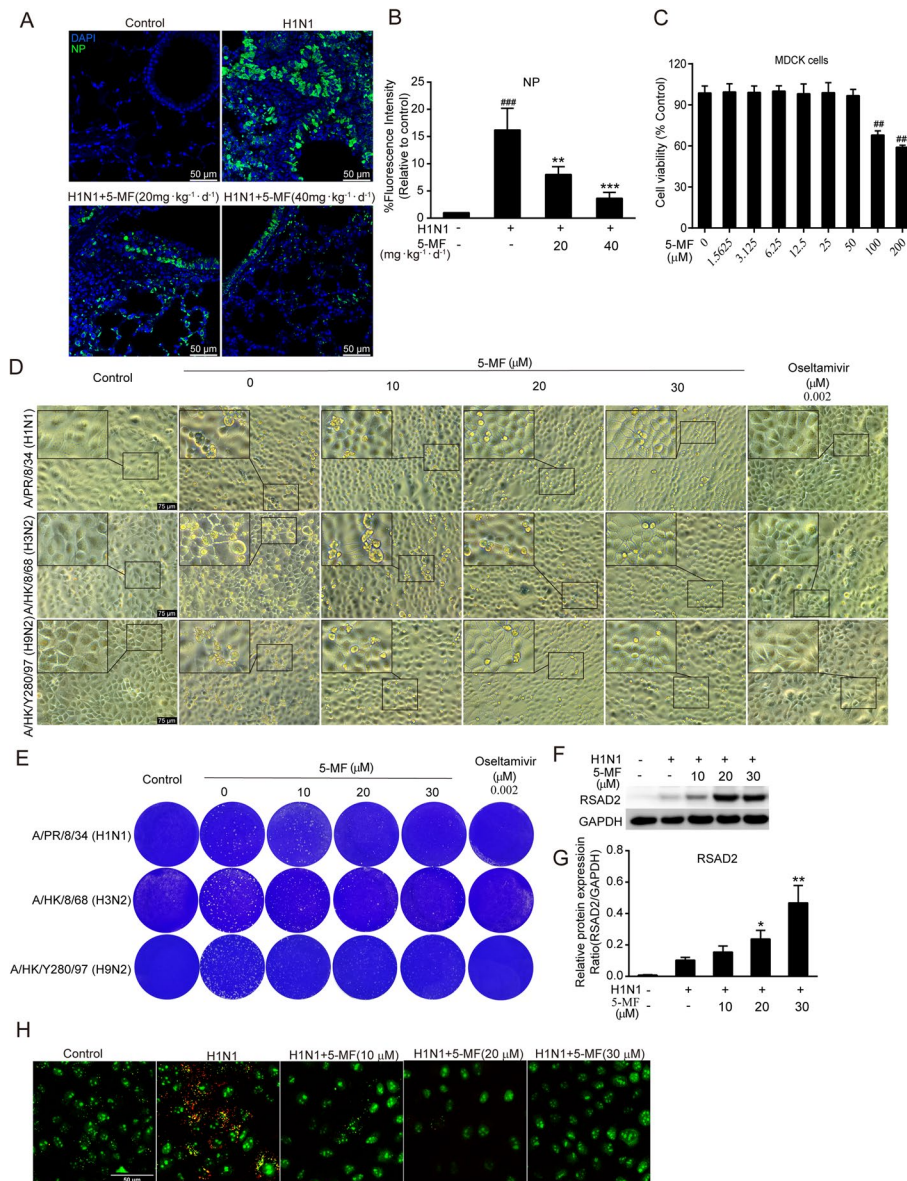 A
Control
H1N1
DAPI
NP
50 μm
50 μm
H1N1+5-MF(20mg·kg⁻¹·d⁻¹)
H1N1+5-MF(40mg·kg⁻¹·d⁻¹)
50 μm
50 μm
B
NP
%Fluorescence Intensity
(Relative to control)
25
20
15
10
5
0
###
**
***
H1N1 - + + +
5-MF - - 20 40
(mg·kg⁻¹·d⁻¹)
C
MDCK cells
Cell viability (% Control)
120
90
60
30
0
##
##
5-MF
(μM)
0 1.5625 3.125 6.25 12.5 25 50 100 200
D
Control
5-MF (μM)
0 10 20 30
Oseltamivir
(μM)
0.002
A/PR/8/34 (H1N1)
75 μm
A/HK/8/68 (H3N2)
75 μm
A/HK/Y280/97 (H9N2)
75 μm
E
Control
5-MF (μM)
0 10 20 30
Oseltamivir
(μM)
0.002
A/PR/8/34 (H1N1)
A/HK/8/68 (H3N2)
A/HK/Y280/97 (H9N2)
F
H1N1 - + + + +
5-MF - - 10 20 30
(μM)
RSAD2
GAPDH
G
RSAD2
Relative protein expressioin
Ratio(RSAD2/GAPDH)
0.8
0.6
0.4
0.2
0.0
*
**
H1N1 - + + + +
5-MF - - 10 20 30
(μM)
H
Control
H1N1
H1N1+5-MF(10 μM)
H1N1+5-MF(20 μM)
H1N1+5-MF(30 μM)
50 μm